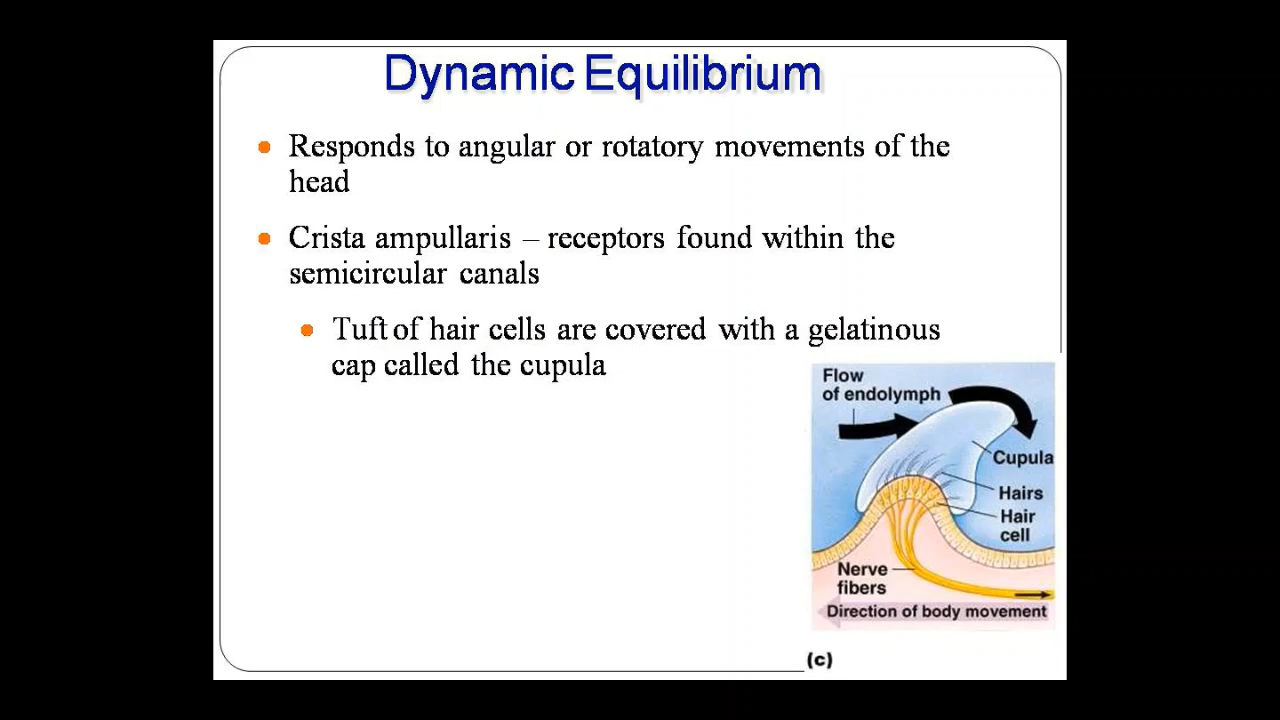 Dynamic Equilibrium
Responds to angular or rotatory movements of the
head
Crista ampullaris – receptors found within the
semicircular canals
Tuft of hair cells are covered with a gelatinous
cap called the cupula
Flow
of endolymph
Cupula
Hairs
Hair
cell
Nerve
fibers
Direction of body movement
(c)